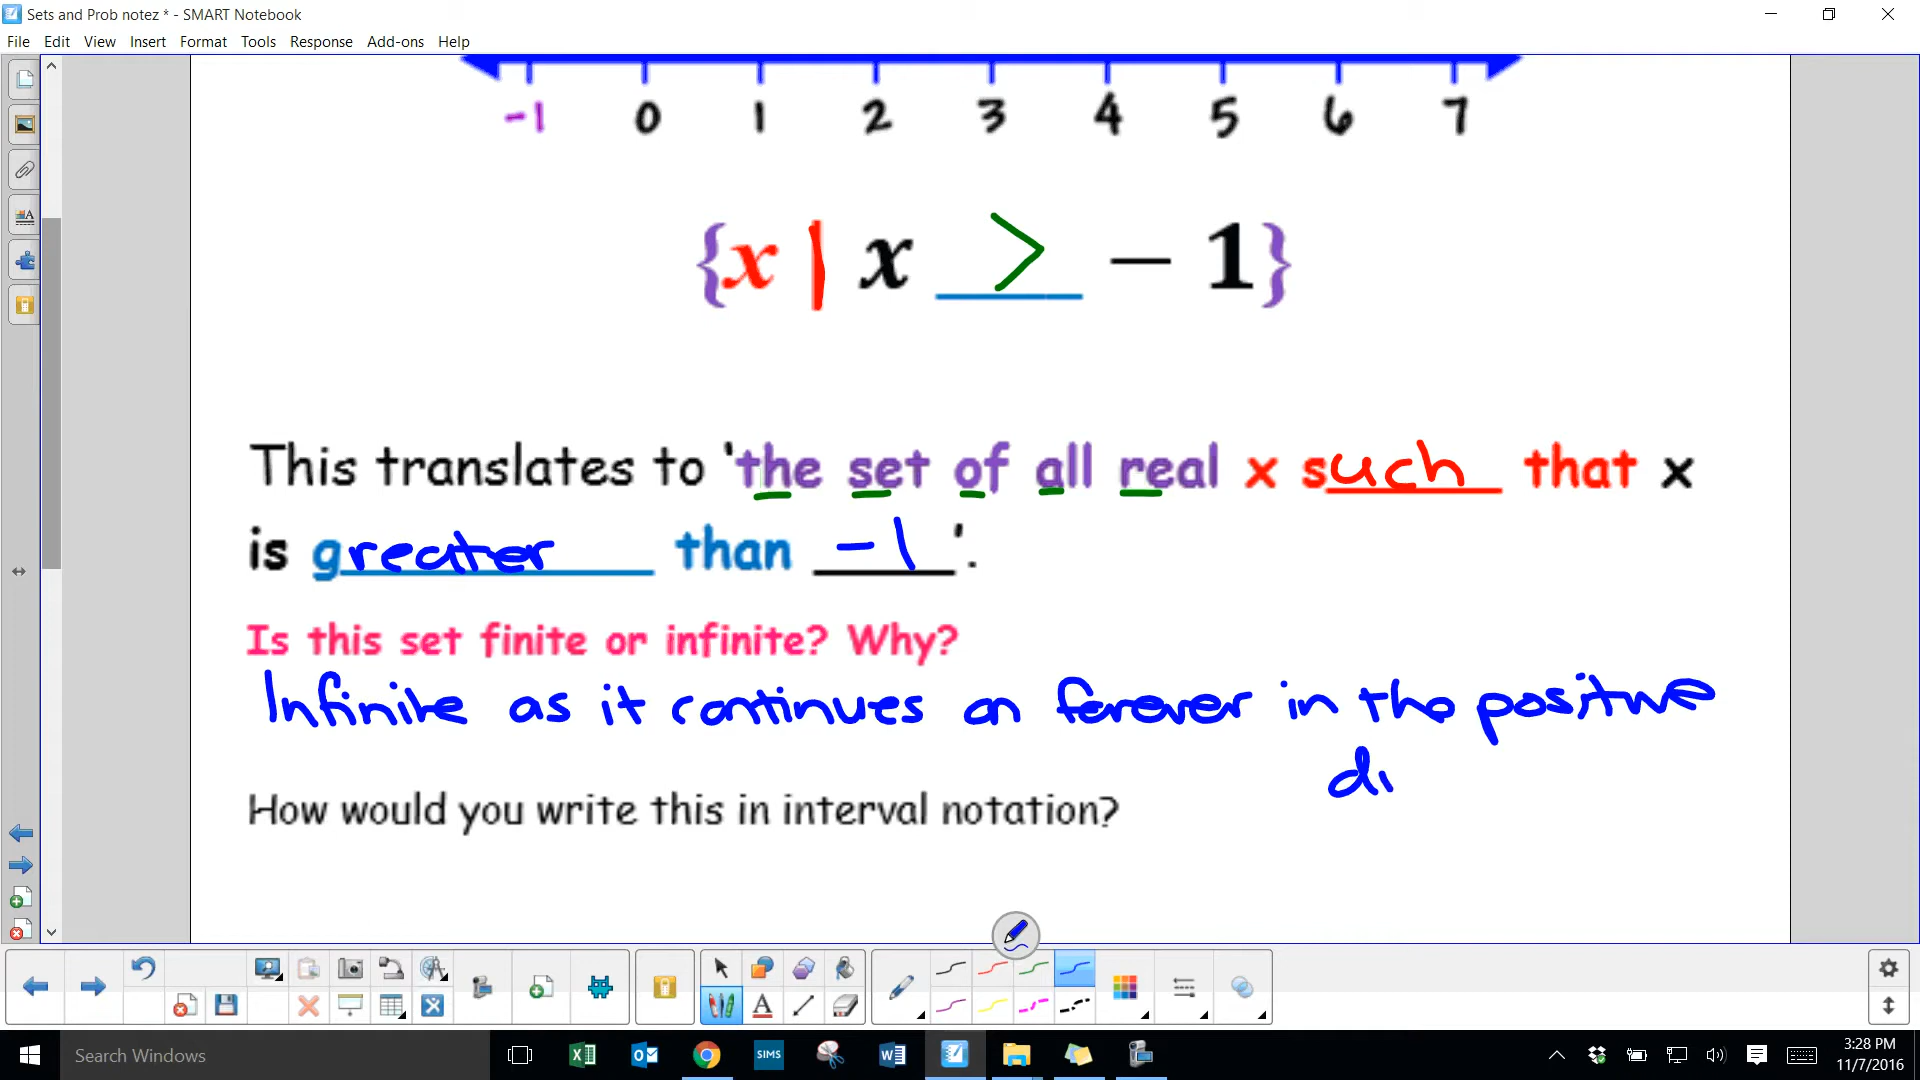 Sets and Prob notez * - SMART Notebook
File Edit View Insert Format Tools Response Add-ons Help
-1 0 1 2 3 4 5 6 7
{x | x > - 1}
This translates to 'the set of all real x such that x
is greater than -1'.
Is this set finite or infinite? Why?
Infinite as it continues on forever in the positive
di
How would you write this in interval notation?
Search Windows
SIMS
3:28 PM
11/7/2016